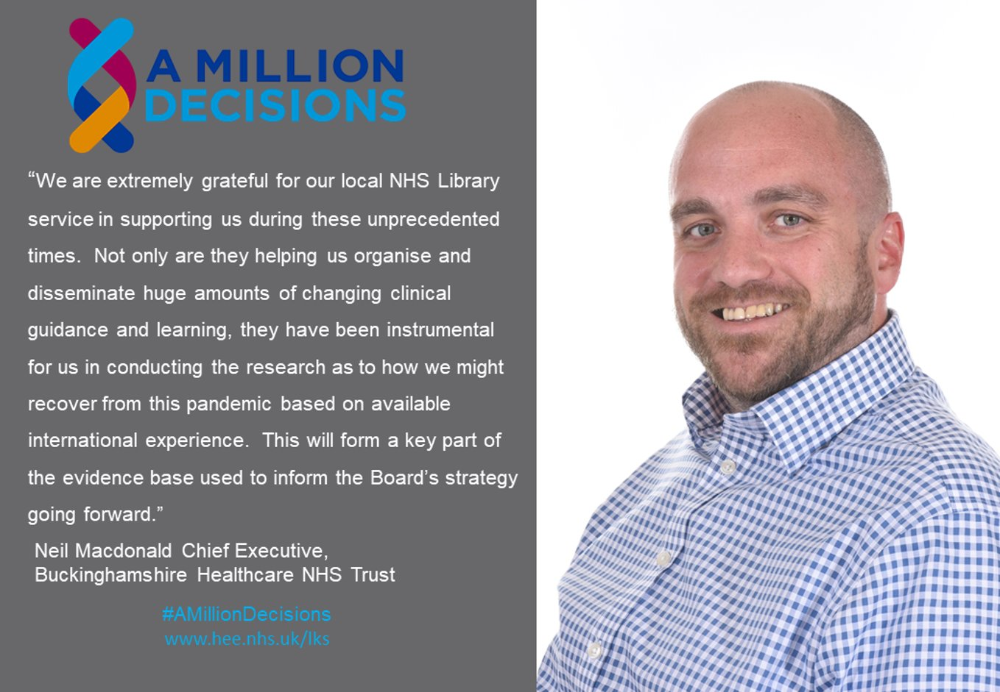 A MILLION
DECISIONS
“We are extremely grateful for our local NHS Library
service in supporting us during these unprecedented
times. Not only are they helping us organise and
disseminate huge amounts of changing clinical
guidance and learning, they have been instrumental
for us in conducting the research as to how we might
recover from this pandemic based on available
international experience. This will form a key part of
the evidence base used to inform the Board’s strategy
going forward.”
Neil Macdonald Chief Executive,
Buckinghamshire Healthcare NHS Trust
#AMillionDecisions
www.hee.nhs.uk/lks